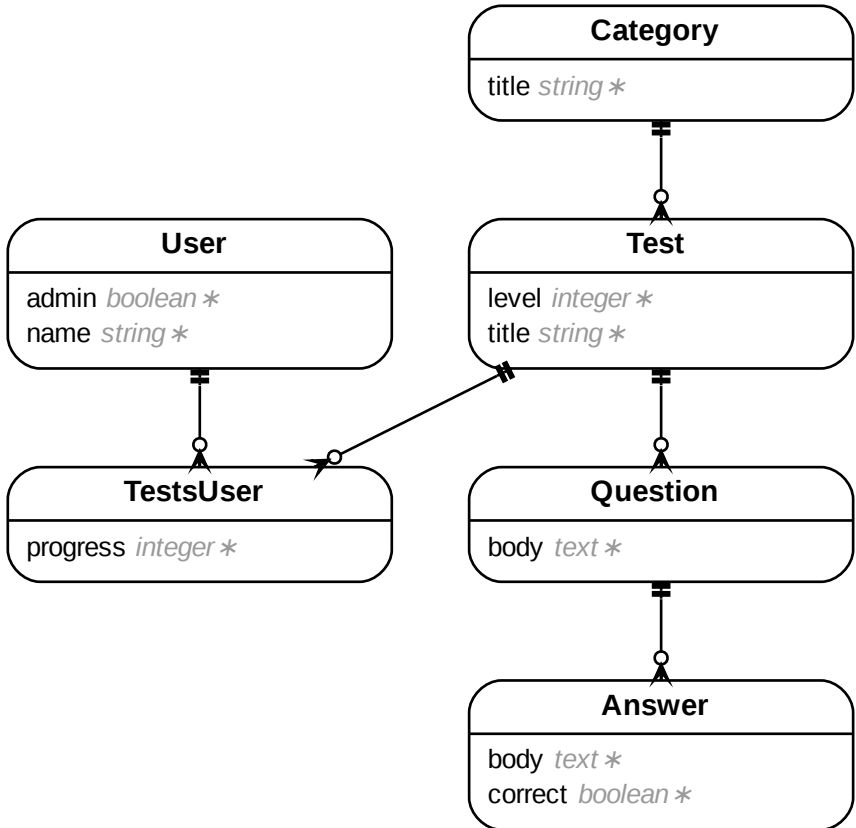 Category
title string ∗
User
admin boolean ∗
name string ∗
Test
level integer ∗
title string ∗
TestsUser
progress integer ∗
Question
body text ∗
Answer
body text ∗
correct boolean ∗